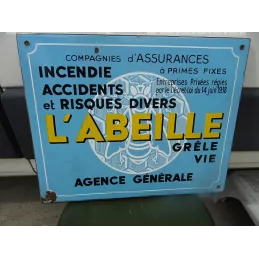 COMPAGNIES d'ASSURANCES
à PRIMES FIXES
INCENDIE
Entreprises Privées régies
par le Décret-loi du 14 juin 1938
ACCIDENTS
et RISQUES DIVERS
L'ABEILLE
GRÊLE
VIE
AGENCE GÉNÉRALE